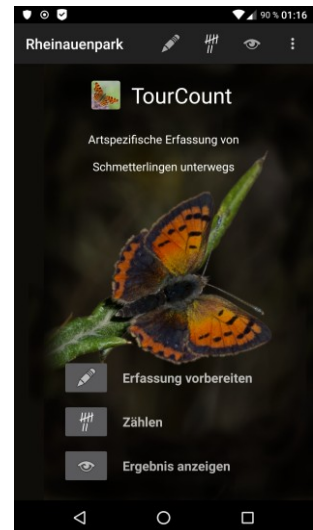 90 % 01:16
Rheinauenpark
TourCount
Artspezifische Erfassung von
Schmetterlingen unterwegs
Erfassung vorbereiten
Zählen
Ergebnis anzeigen